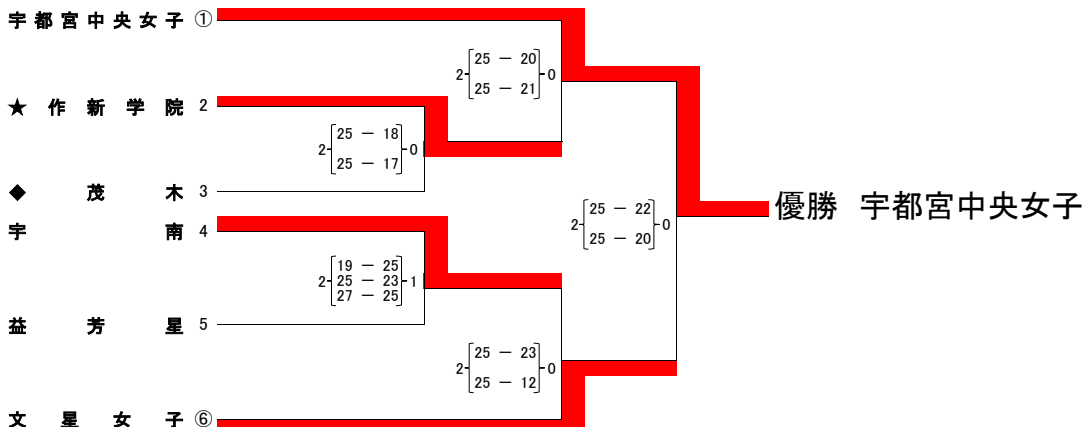 宇都宮中央女子 ①
2 25 － 20 0
25 － 21
★ 作新学院 2
2 25 － 18 0
25 － 17
◆ 茂木 3
優勝 宇都宮中央女子
宇南 4
2 25 － 22 0
25 － 20
19 － 25
2 25 － 23 1
27 － 25
益芳星 5
2 25 － 23 0
25 － 12
文星女子 ⑥